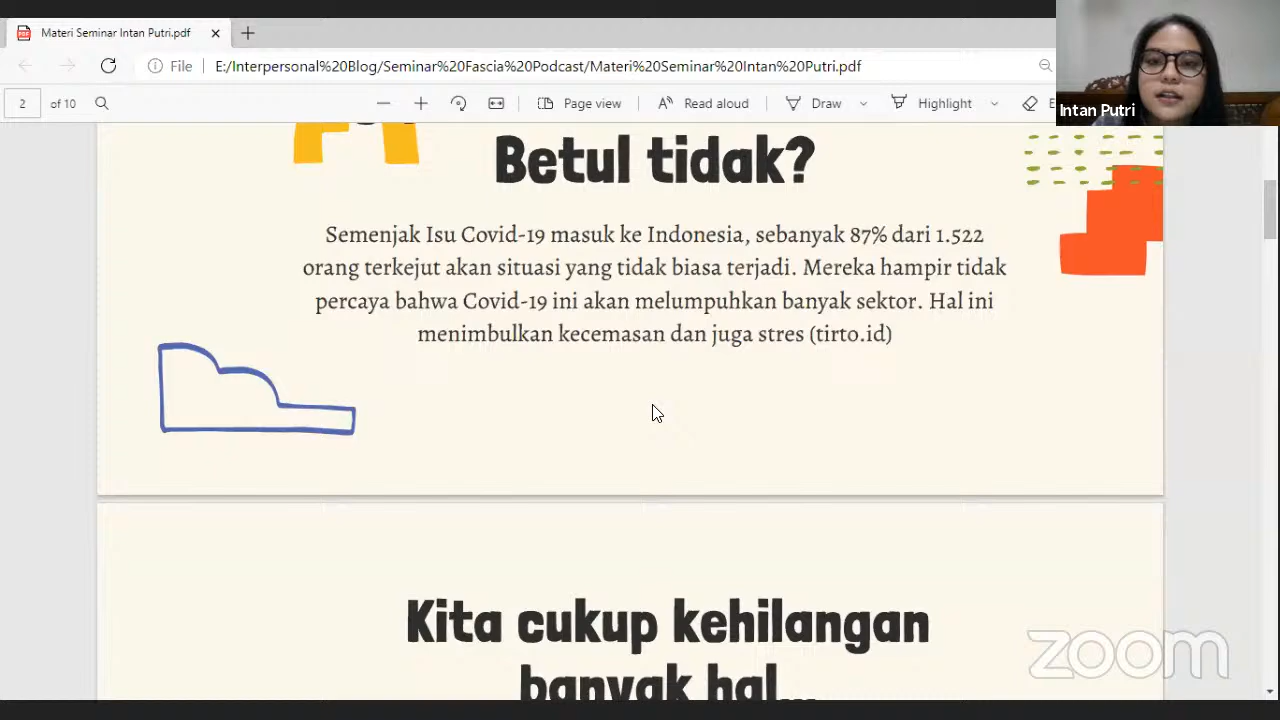 Materi Seminar Intan Putri.pdf
File
E:/Interpersonal%20Blog/Seminar%20Fascia%20Podcast/Materi%20Seminar%20Intan%20Putri.pdf
2 of 10
Page view
Read aloud
Draw
Highlight
E
Intan Putri
Betul tidak?
Semenjak Isu Covid-19 masuk ke Indonesia, sebanyak 87% dari 1.522
orang terkejut akan situasi yang tidak biasa terjadi. Mereka hampir tidak
percaya bahwa Covid-19 ini akan melumpuhkan banyak sektor. Hal ini
menimbulkan kecemasan dan juga stres (tirto.id)
Kita cukup kehilangan
banyak hal...
zoom